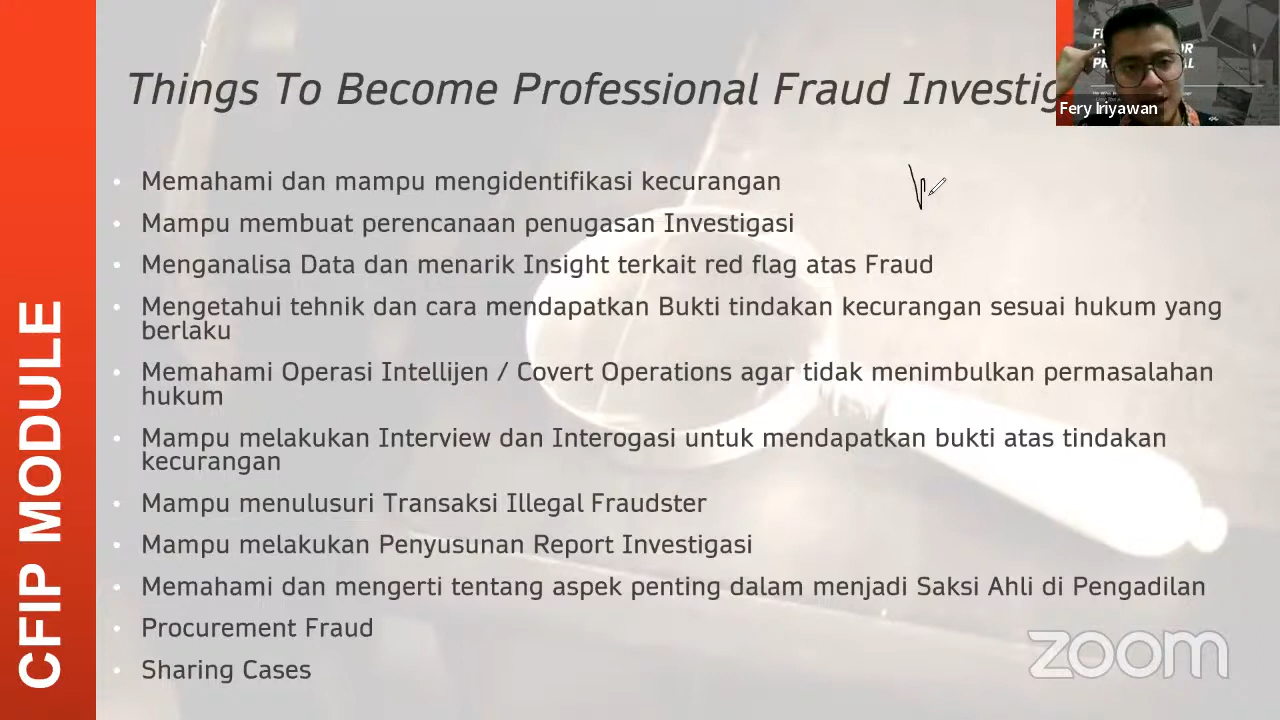 Things To Become Professional Fraud Investig
Fery Iriyawan
Memahami dan mampu mengidentifikasi kecurangan
Mampu membuat perencanaan penugasan Investigasi
Menganalisa Data dan menarik Insight terkait red flag atas Fraud
Mengetahui tehnik dan cara mendapatkan Bukti tindakan kecurangan sesuai hukum yang
berlaku
Memahami Operasi Intellijen / Covert Operations agar tidak menimbulkan permasalahan
hukum
Mampu melakukan Interview dan Interogasi untuk mendapatkan bukti atas tindakan
kecurangan
Mampu menulusuri Transaksi Illegal Fraudster
Mampu melakukan Penyusunan Report Investigasi
Memahami dan mengerti tentang aspek penting dalam menjadi Saksi Ahli di Pengadilan
Procurement Fraud
Sharing Cases
CFIP MODULE
zoom